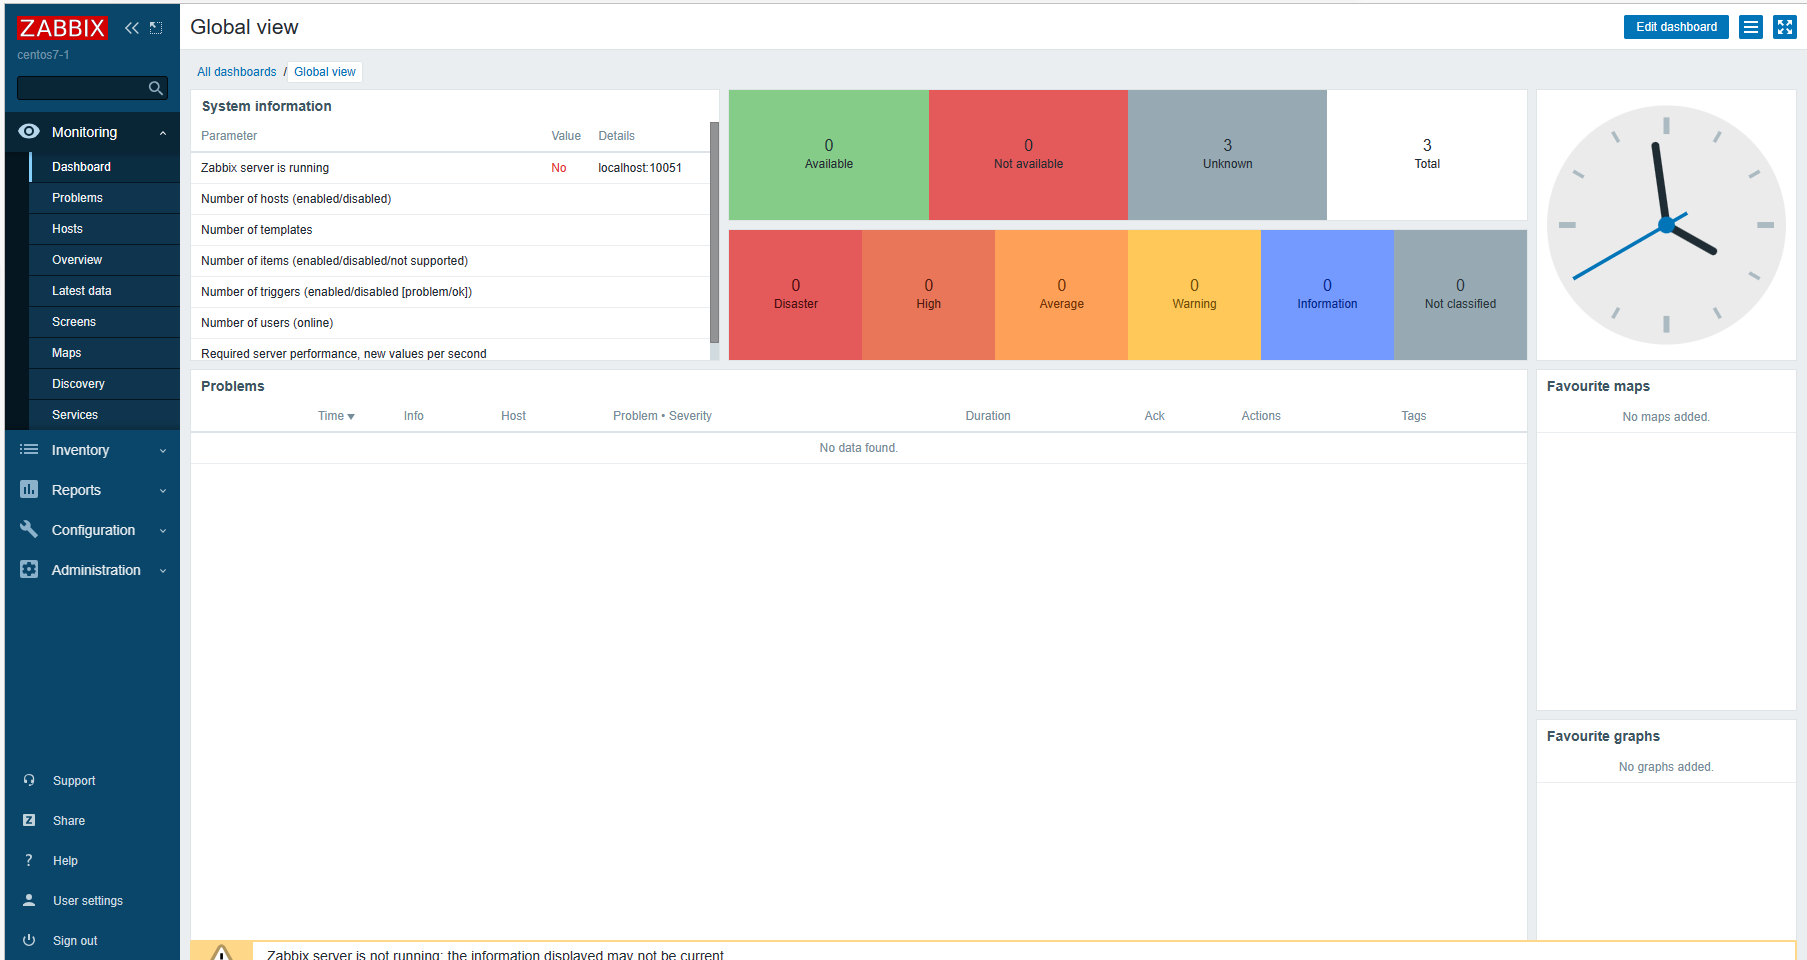 ZABBIX
centos7-1
Monitoring
Dashboard
Problems
Hosts
Overview
Latest data
Screens
Maps
Discovery
Services
Inventory
Reports
Configuration
Administration
Support
Z Share
? Help
User settings
Sign out
Global view
Edit dashboard
All dashboards / Global view
System information
Parameter Value Details
Zabbix server is running No localhost:10051
Number of hosts (enabled/disabled)
Number of templates
Number of items (enabled/disabled/not supported)
Number of triggers (enabled/disabled [problem/ok])
Number of users (online)
Required server performance, new values per second
0 0 3 3
Available Not available Unknown Total
0 0 0 0 0 0
Disaster High Average Warning Information Not classified
Problems
Time Info Host Problem • Severity Duration Ack Actions Tags
No data found.
Favourite maps
No maps added.
Favourite graphs
No graphs added.
Zabbix server is not running: the information displayed may not be current